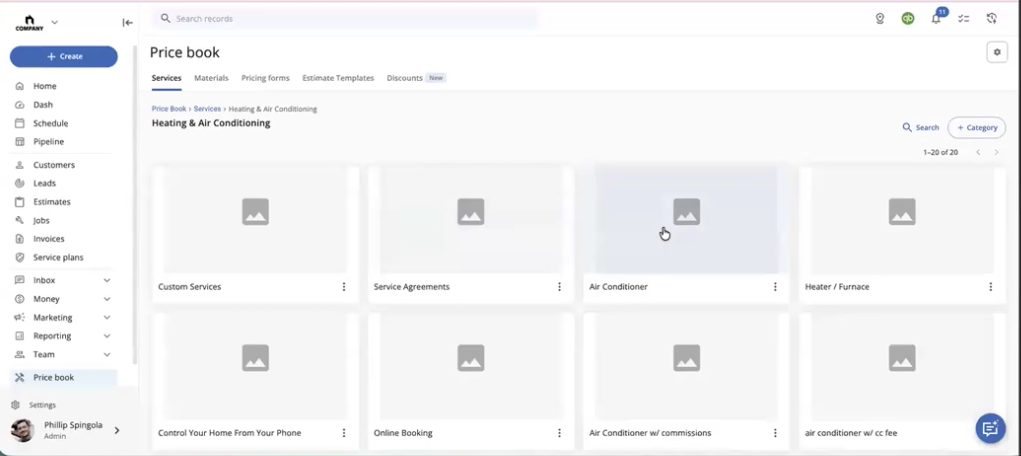 COMPANY
Search records
11
qb
+ Create
Home
Dash
Schedule
Pipeline
Customers
Leads
Estimates
Jobs
Invoices
Service plans
Inbox
Money
Marketing
Reporting
Team
Price book
Settings
Phillip Spingola
Admin
Price book
Services Materials Pricing forms Estimate Templates Discounts New
Price Book › Services › Heating & Air Conditioning
Heating & Air Conditioning
Search + Category
1–20 of 20
Custom Services Service Agreements Air Conditioner Heater / Furnace
Control Your Home From Your Phone Online Booking Air Conditioner w/ commissions air conditioner w/ cc fee